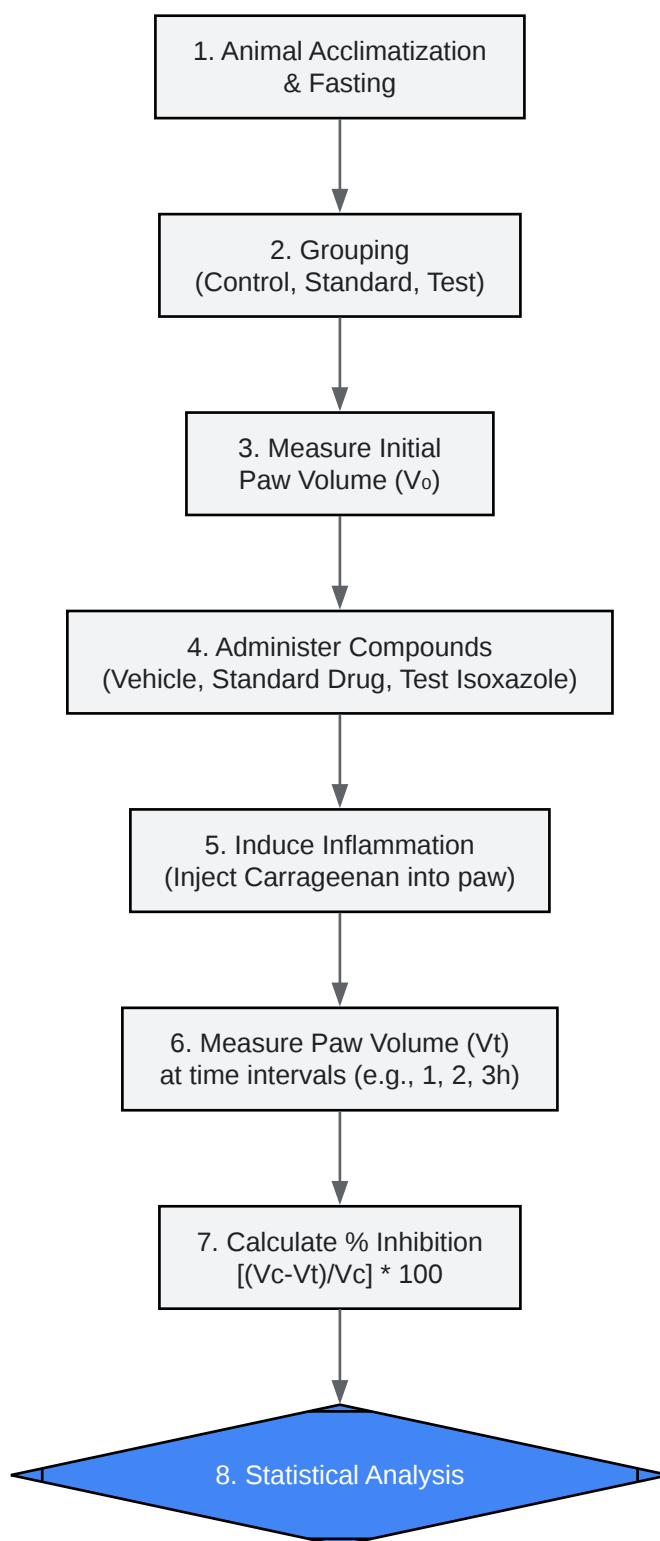 1. Animal Acclimatization
& Fasting
2. Grouping
(Control, Standard, Test)
3. Measure Initial
Paw Volume (V₀)
4. Administer Compounds
(Vehicle, Standard Drug, Test Isoxazole)
5. Induce Inflammation
(Inject Carrageenan into paw)
6. Measure Paw Volume (Vt)
at time intervals (e.g., 1, 2, 3h)
7. Calculate % Inhibition
[(Vc-Vt)/Vc] * 100
8. Statistical Analysis